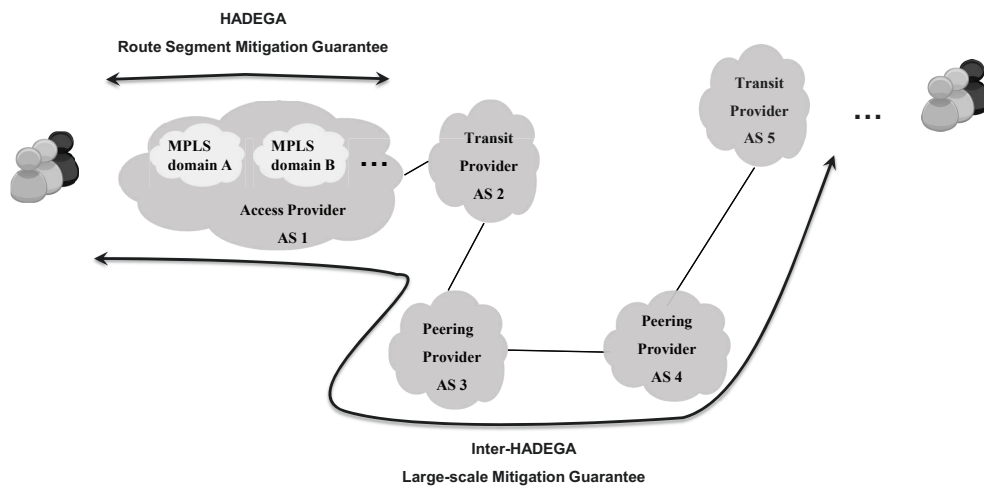 HADEGA
Route Segment Mitigation Guarantee
MPLS
domain A
MPLS
domain B
...
Access Provider
AS 1
Transit
Provider
AS 2
Peering
Provider
AS 3
Peering
Provider
AS 4
Transit
Provider
AS 5
...
Inter-HADEGA
Large-scale Mitigation Guarantee